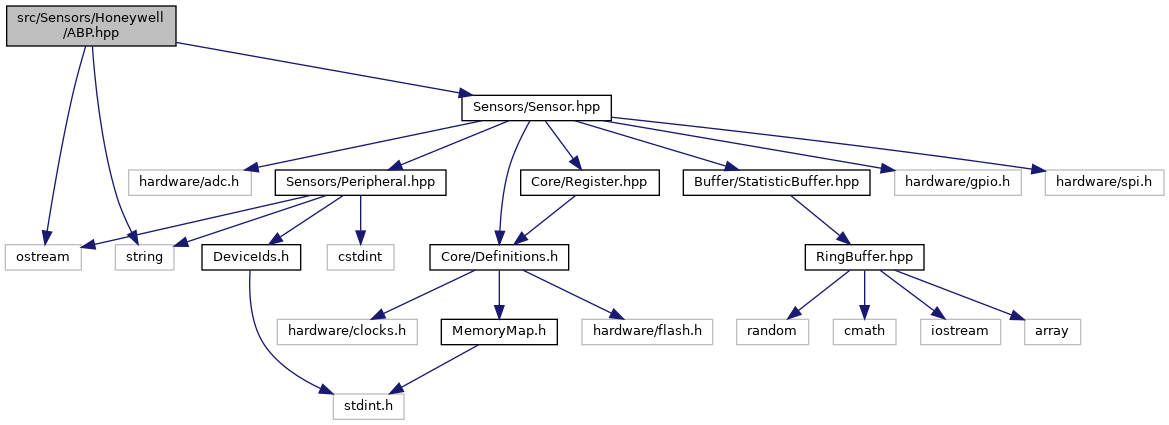 src/Sensors/Honeywell
/ABP.hpp
Sensors/Sensor.hpp
hardware/adc.h
Sensors/Peripheral.hpp
Core/Register.hpp
Buffer/StatisticBuffer.hpp
hardware/gpio.h
hardware/spi.h
ostream
string
DeviceIds.h
cstdint
Core/Definitions.h
RingBuffer.hpp
hardware/clocks.h
MemoryMap.h
hardware/flash.h
random
cmath
iostream
array
stdint.h